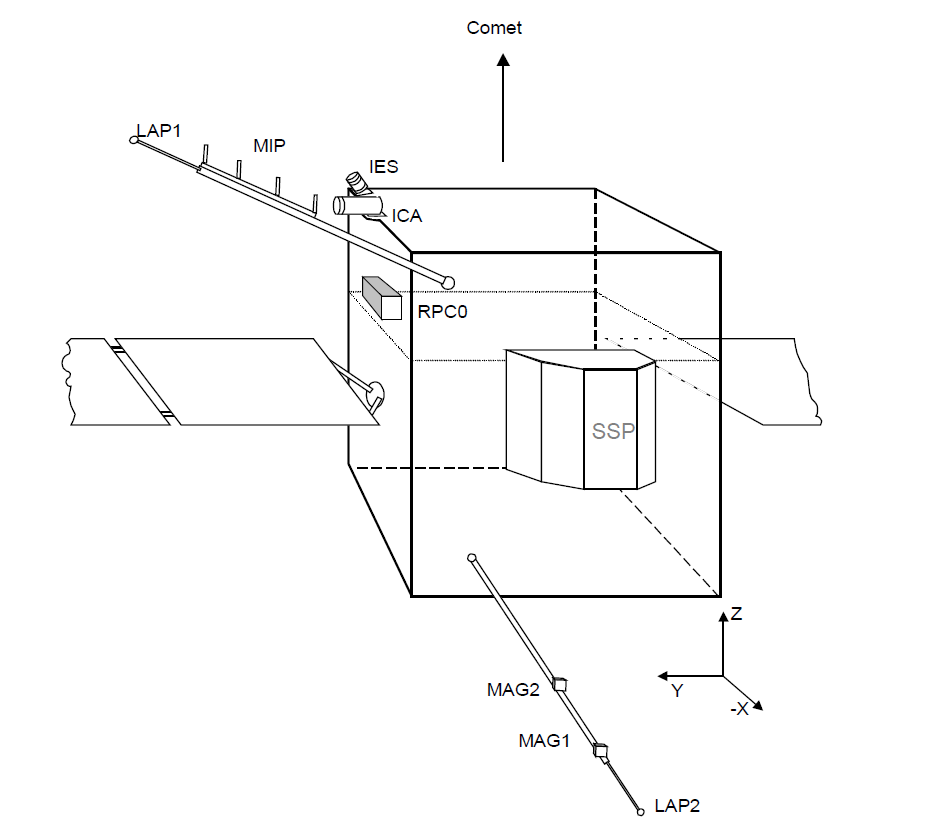 Comet
LAP1
MIP
IES
ICA
RPC0
SSP
Z
Y
-X
MAG2
MAG1
LAP2